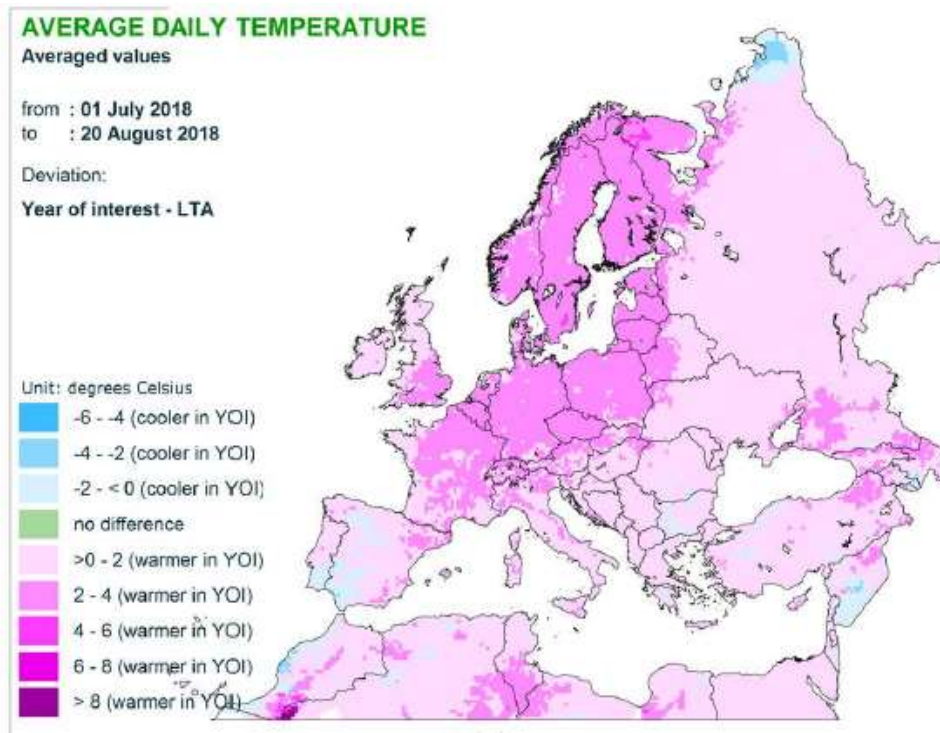 AVERAGE DAILY TEMPERATURE
Averaged values
from : 01 July 2018
to : 20 August 2018
Deviation:
Year of interest - LTA
Unit: degrees Celsius
-6 - -4 (cooler in YOI)
-4 - -2 (cooler in YOI)
-2 - < 0 (cooler in YOI)
no difference
>0 - 2 (warmer in YOI)
2 - 4 (warmer in YOI)
4 - 6 (warmer in YOI)
6 - 8 (warmer in YOI)
> 8 (warmer in YOI)